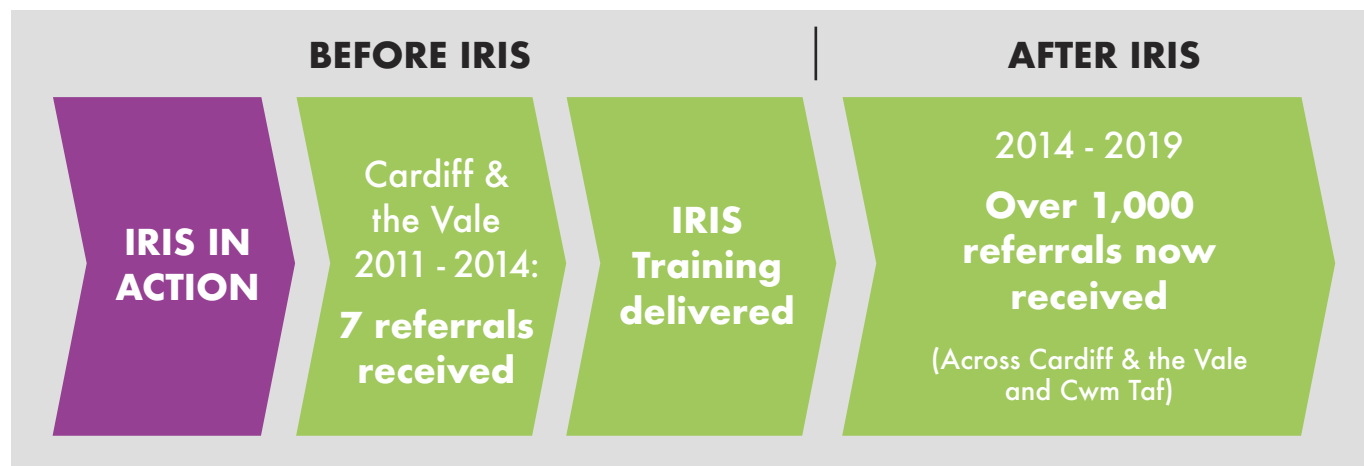 BEFORE IRIS
AFTER IRIS
IRIS IN
ACTION
Cardiff &
the Vale
2011 - 2014:
7 referrals
received
IRIS
Training
delivered
2014 - 2019
Over 1,000
referrals now
received
(Across Cardiff & the Vale
and Cwm Taf)